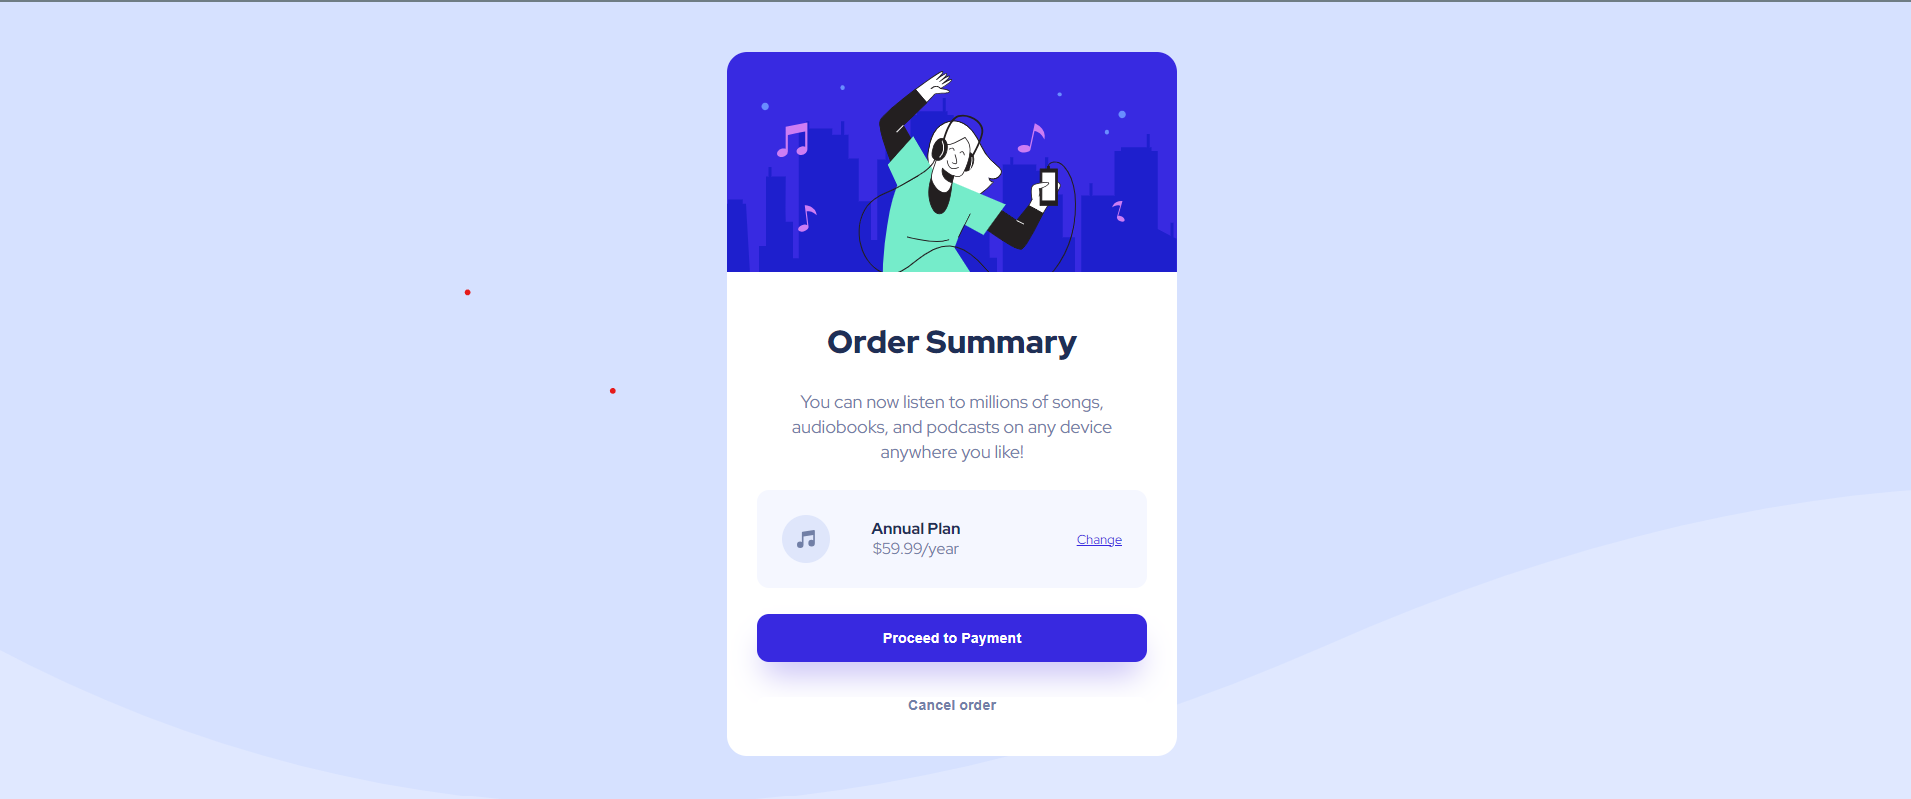 Order Summary
You can now listen to millions of songs,
audiobooks, and podcasts on any device
anywhere you like!
Annual Plan
$59.99/year
Change
Proceed to Payment
Cancel order